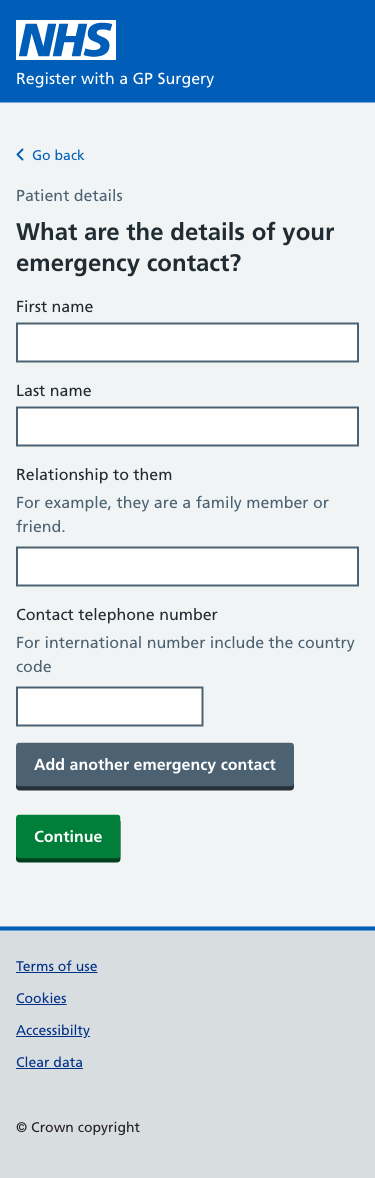 NHS
Register with a GP Surgery
Go back
Patient details
What are the details of your
emergency contact?
First name
Last name
Relationship to them
For example, they are a family member or
friend.
Contact telephone number
For international number include the country
code
Add another emergency contact
Continue
Terms of use
Cookies
Accessibilty
Clear data
© Crown copyright